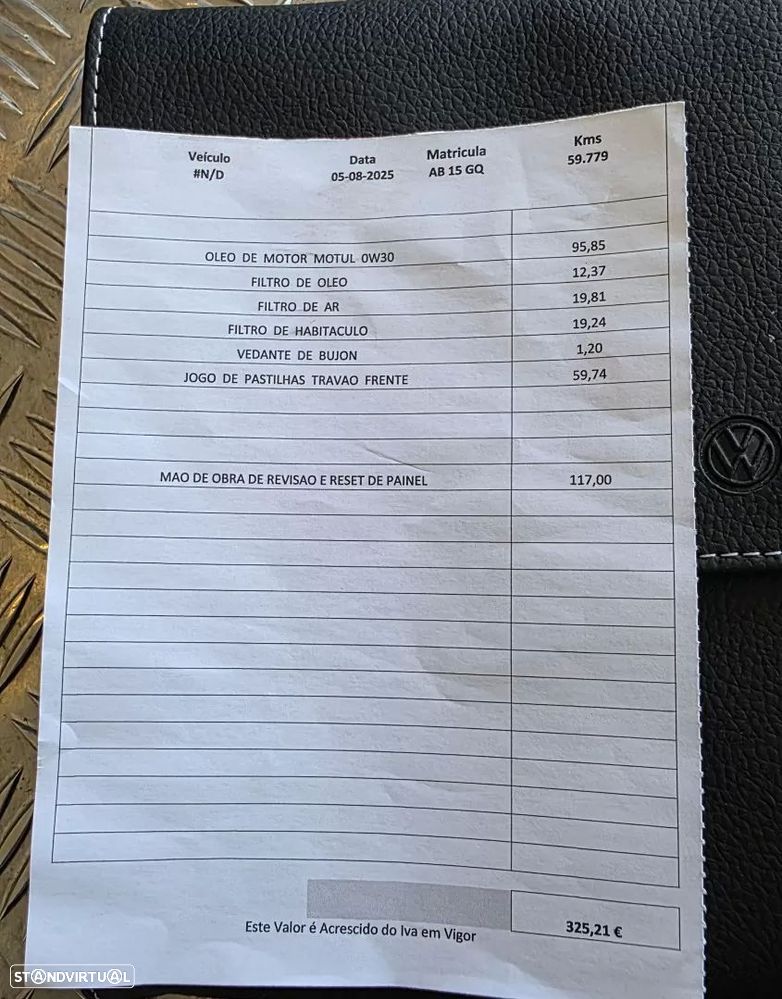 Veículo Data Matricula Kms
#N/D 05-08-2025 AB 15 GQ 59.779
OLEO DE MOTOR MOTUL 0W30 95,85
FILTRO DE OLEO 12,37
FILTRO DE AR 19,81
FILTRO DE HABITACULO 19,24
VEDANTE DE BUJON 1,20
JOGO DE PASTILHAS TRAVAO FRENTE 59,74
MAO DE OBRA DE REVISAO E RESET DE PAINEL 117,00
Este Valor é Acrescido do Iva em Vigor 325,21 €
VW
STANDVIRTUAL